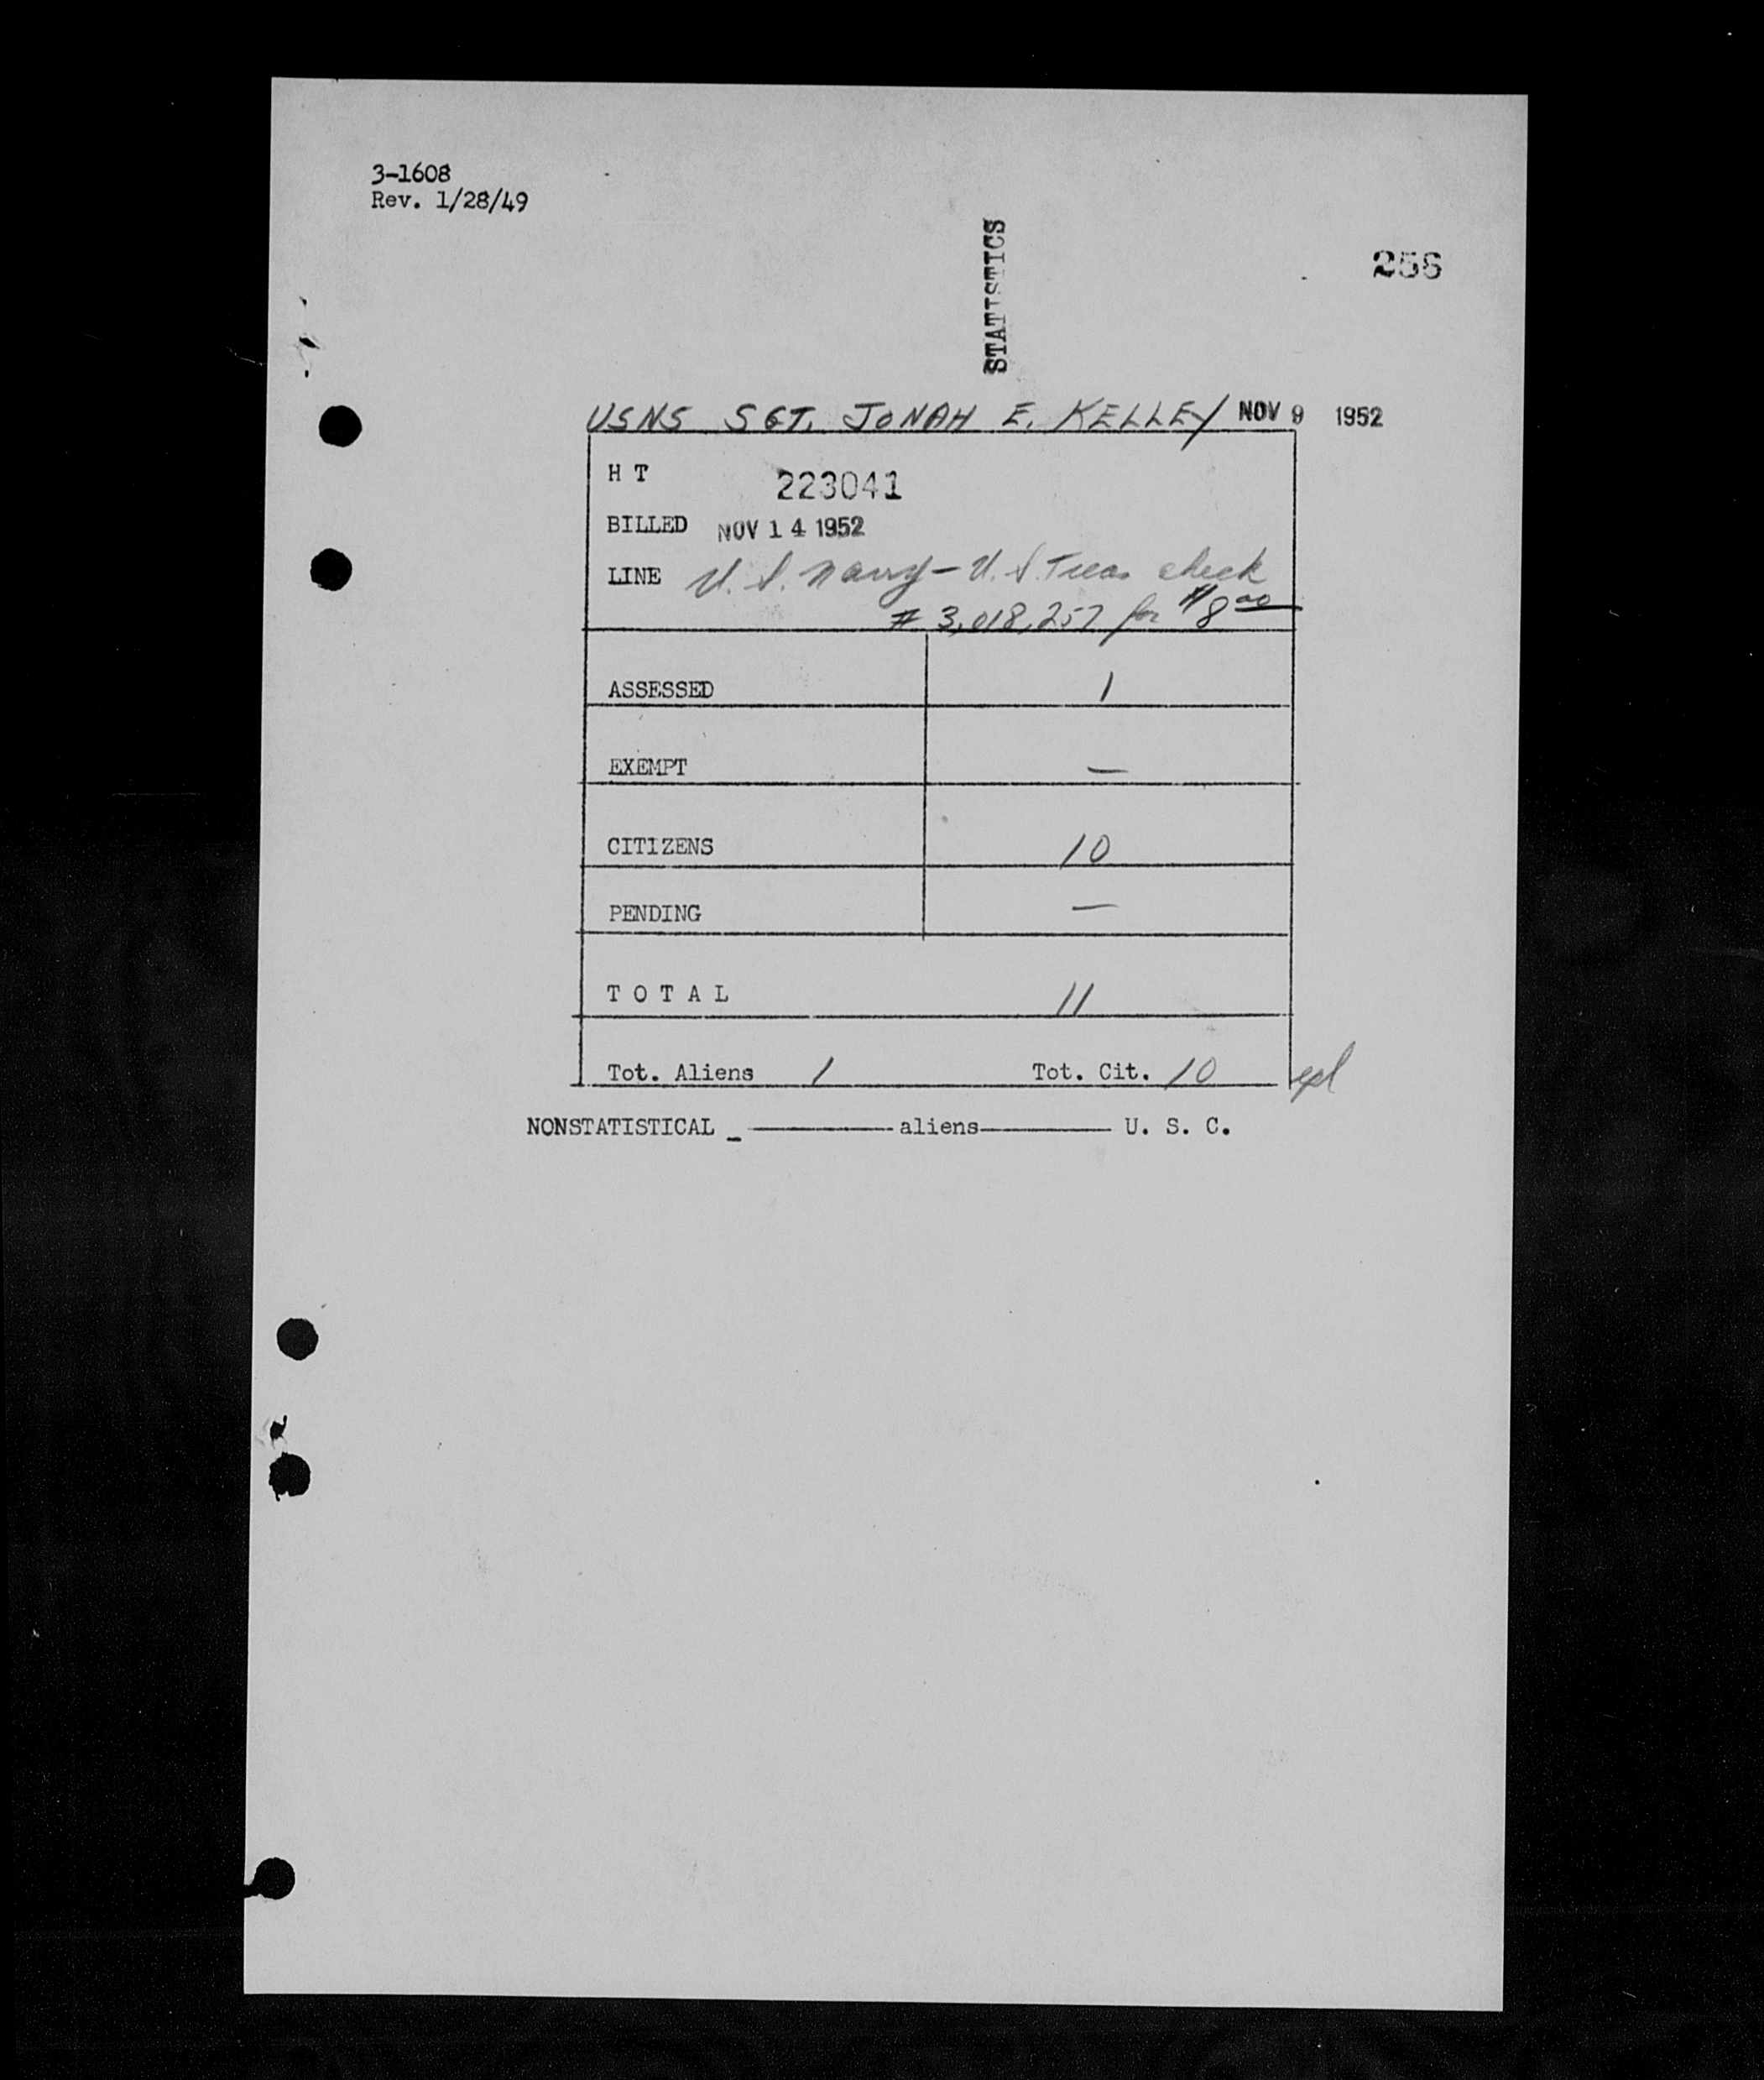 3-1608
Rev. 1/28/49
STATISTICS
256
USNS SGT. JONAH E. KELLEY NOV 9 1952
H T 223041
BILLED NOV 14 1952
LINE U. S. Navy - U. S. Treas check
# 3,018,257 for $8 00
ASSESSED 1
EXEMPT —
CITIZENS 10
PENDING —
T O T A L 11
Tot. Aliens 1 Tot. Cit. 10
NONSTATISTICAL _ ———— aliens ———— U. S. C.